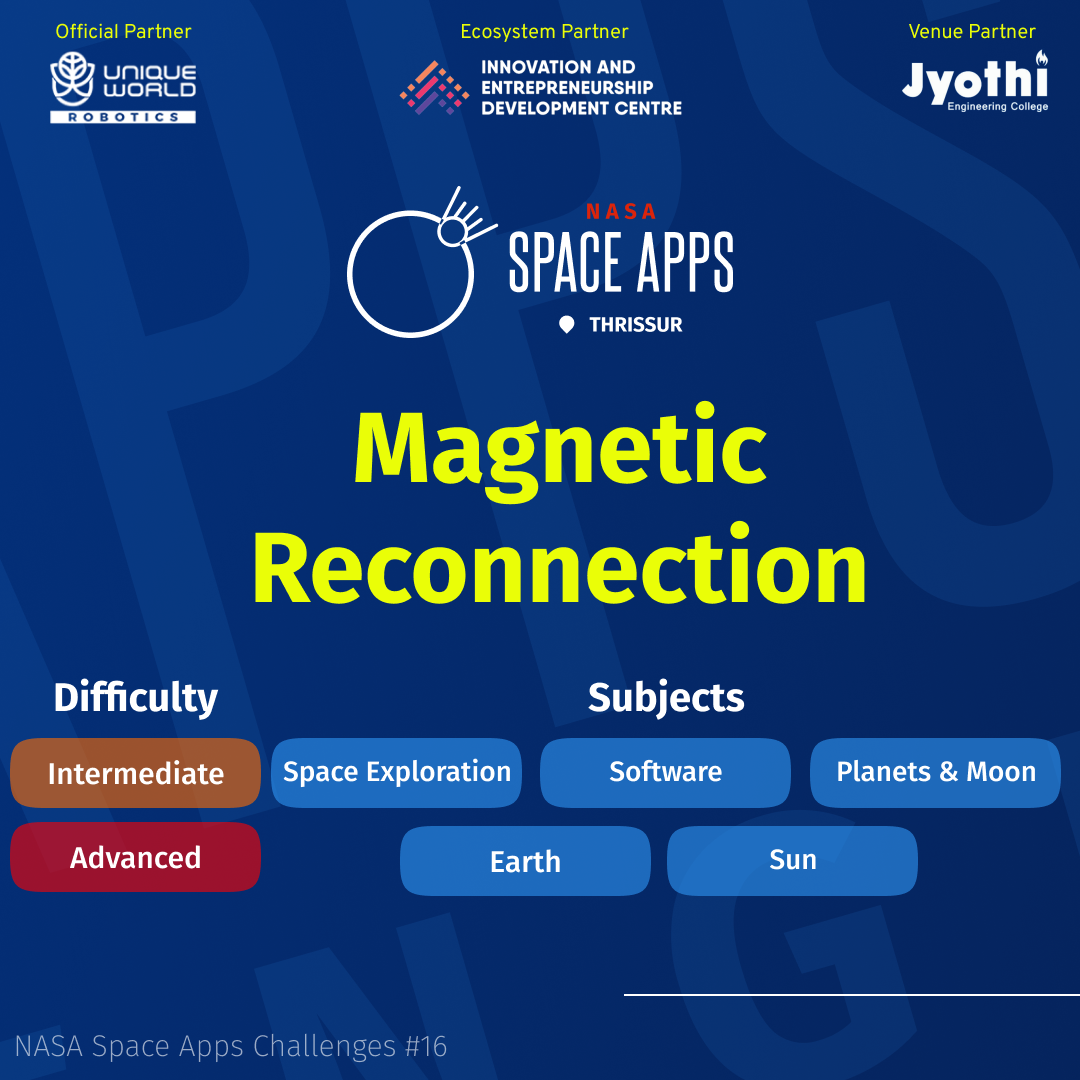 Official Partner
UNIQUE
WORLD
ROBOTICS
Ecosystem Partner
INNOVATION AND
ENTREPRENEURSHIP
DEVELOPMENT CENTRE
Venue Partner
Jyothi
Engineering College
NASA
SPACE APPS
THRISSUR
Magnetic
Reconnection
Difficulty
Intermediate
Advanced
Subjects
Space Exploration
Software
Planets & Moon
Earth
Sun
NASA Space Apps Challenges #16